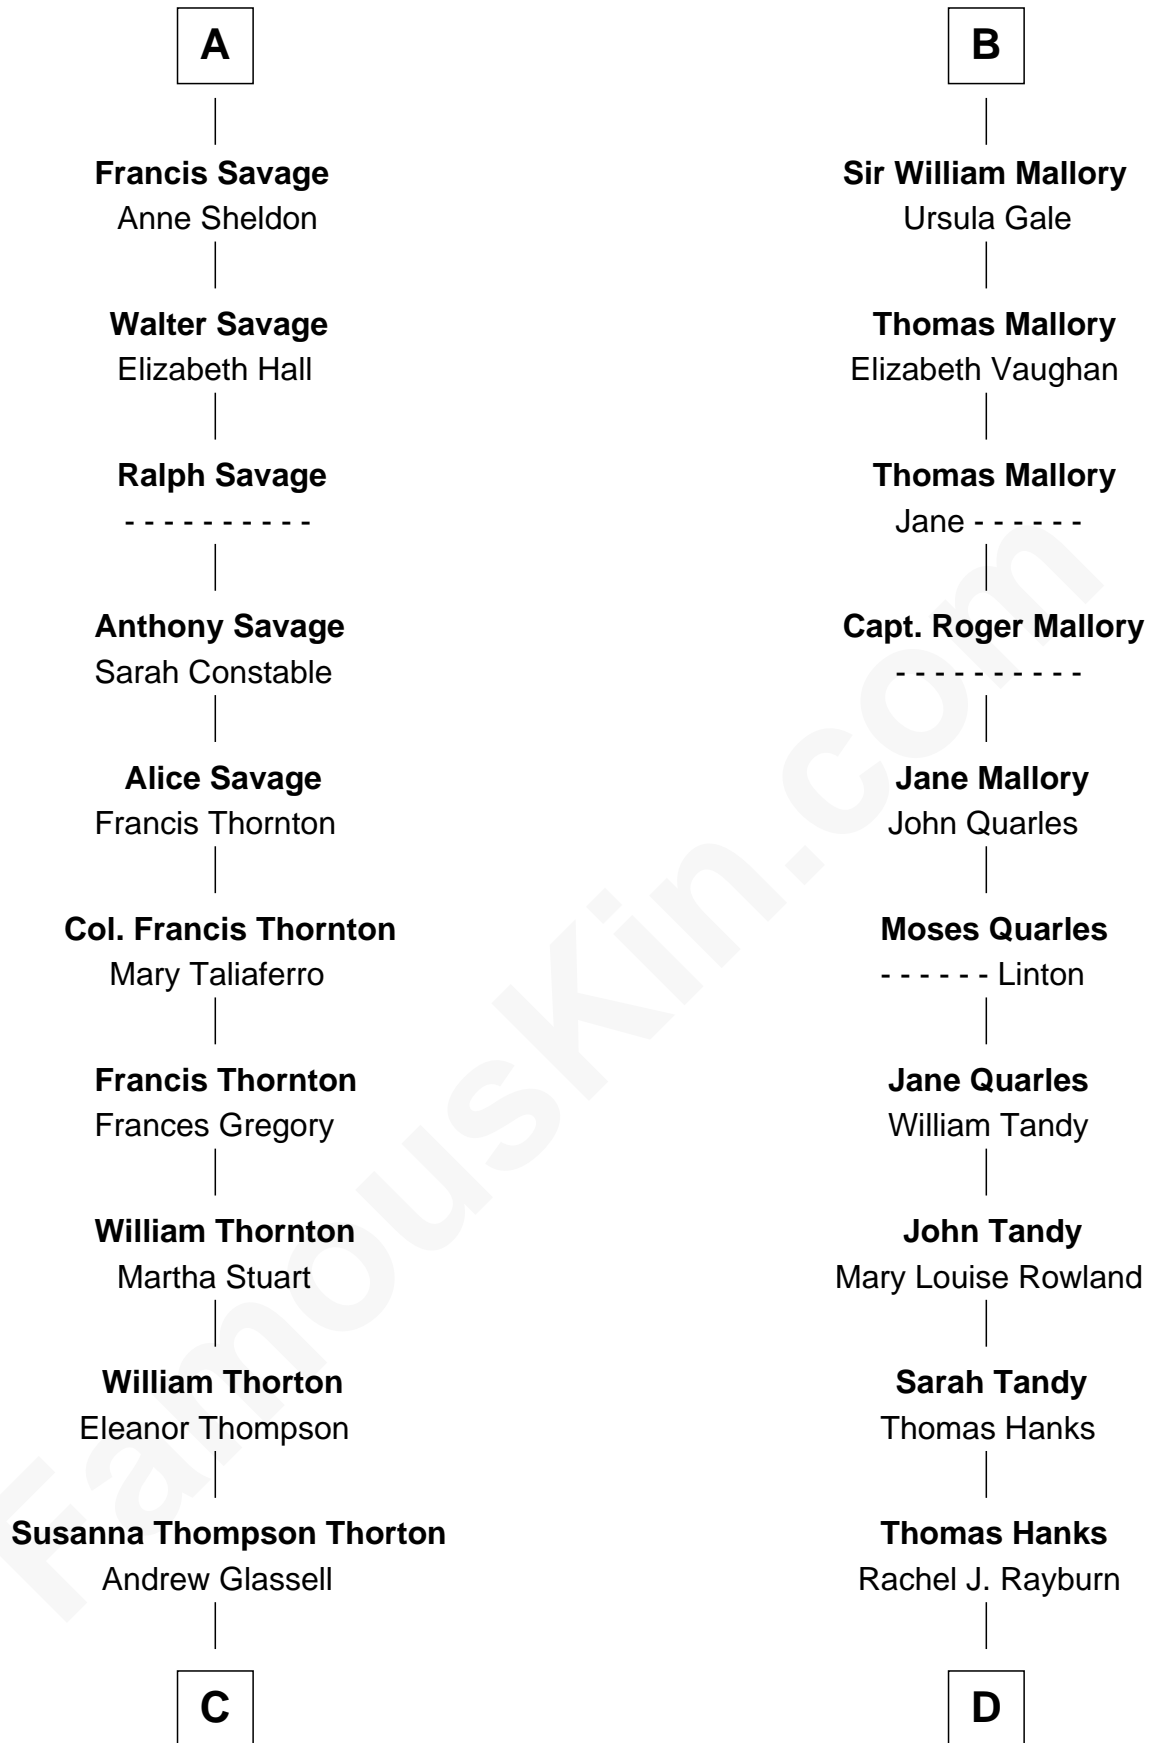 A
Francis Savage
Anne Sheldon
Walter Savage
Elizabeth Hall
Ralph Savage
- - - - - - - - - -
Anthony Savage
Sarah Constable
Alice Savage
Francis Thornton
Col. Francis Thornton
Mary Taliaferro
Francis Thornton
Frances Gregory
William Thornton
Martha Stuart
William Thorton
Eleanor Thompson
Susanna Thompson Thorton
Andrew Glassell
C
B
Sir William Mallory
Ursula Gale
Thomas Mallory
Elizabeth Vaughan
Thomas Mallory
Jane - - - - - -
Capt. Roger Mallory
- - - - - - - - - -
Jane Mallory
John Quarles
Moses Quarles
- - - - - - Linton
Jane Quarles
William Tandy
John Tandy
Mary Louise Rowland
Sarah Tandy
Thomas Hanks
Thomas Hanks
Rachel J. Rayburn
D
FamousKin.com